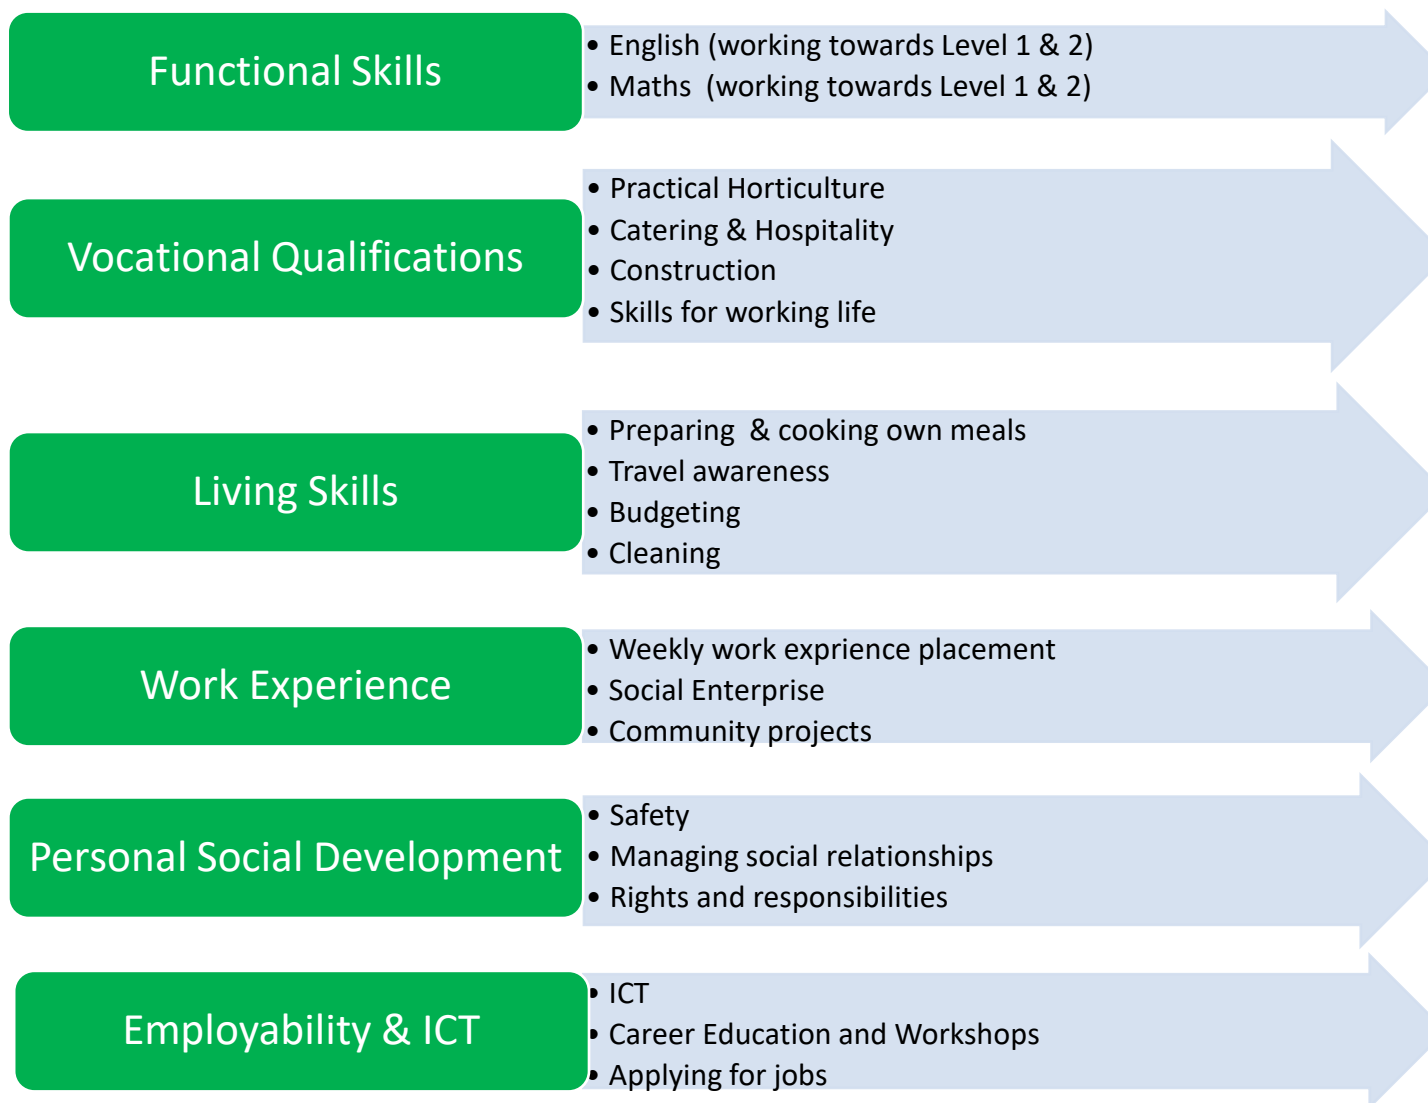 Functional Skills
• English (working towards Level 1 & 2)
• Maths  (working towards Level 1 & 2)
Vocational Qualifications
• Practical Horticulture
• Catering & Hospitality
• Construction
• Skills for working life
Living Skills
• Preparing  & cooking own meals
• Travel awareness
• Budgeting
• Cleaning
Work Experience
• Weekly work exprience placement
• Social Enterprise
• Community projects
Personal Social Development
• Safety
• Managing social relationships
• Rights and responsibilities
Employability & ICT
• ICT
• Career Education and Workshops
• Applying for jobs